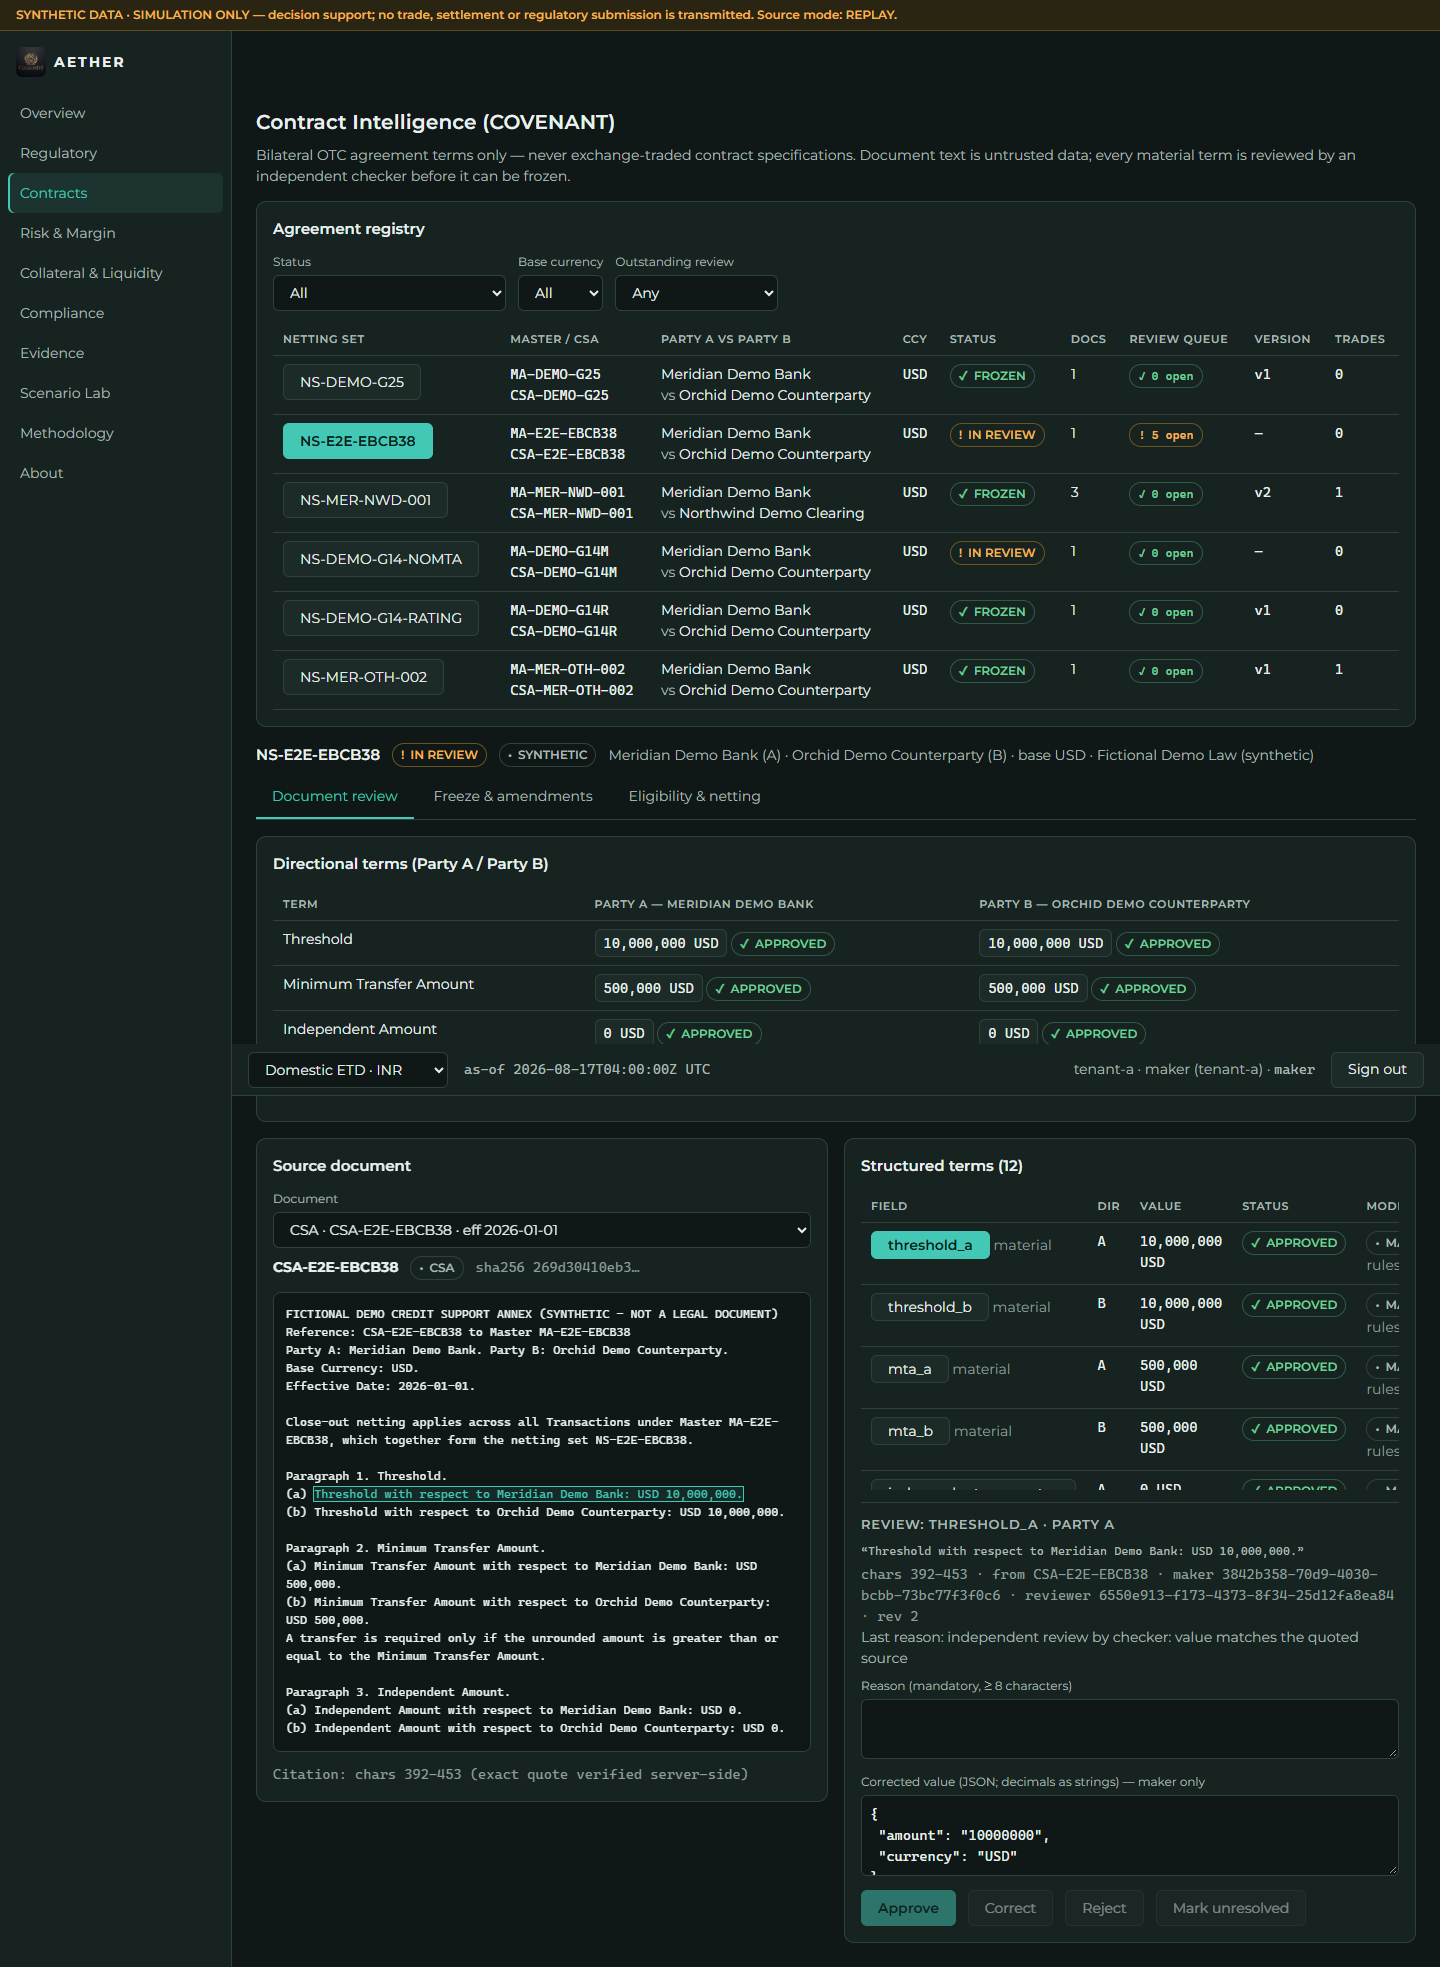 SYNTHETIC DATA · SIMULATION ONLY — decision support; no trade, settlement or regulatory submission is transmitted. Source mode: REPLAY.
AETHER
Overview
Regulatory
Contracts
Risk & Margin
Collateral & Liquidity
Compliance
Evidence
Scenario Lab
Methodology
About
Contract Intelligence (COVENANT)
Bilateral OTC agreement terms only — never exchange-traded contract specifications. Document text is untrusted data; every material term is reviewed by an
independent checker before it can be frozen.
Agreement registry
Status Base currency Outstanding review
All All Any
NETTING SET MASTER / CSA PARTY A VS PARTY B CCY STATUS DOCS REVIEW QUEUE VERSION TRADES
NS-DEMO-G25 MA-DEMO-G25 Meridian Demo Bank USD ✓ FROZEN 1 ✓ 0 open v1 0
CSA-DEMO-G25 vs Orchid Demo Counterparty
NS-E2E-EBCB38 MA-E2E-EBCB38 Meridian Demo Bank USD ! IN REVIEW 1 ! 5 open — 0
CSA-E2E-EBCB38 vs Orchid Demo Counterparty
NS-MER-NWD-001 MA-MER-NWD-001 Meridian Demo Bank USD ✓ FROZEN 3 ✓ 0 open v2 1
CSA-MER-NWD-001 vs Northwind Demo Clearing
NS-DEMO-G14-NOMTA MA-DEMO-G14M Meridian Demo Bank USD ! IN REVIEW 1 ✓ 0 open — 0
CSA-DEMO-G14M vs Orchid Demo Counterparty
NS-DEMO-G14-RATING MA-DEMO-G14R Meridian Demo Bank USD ✓ FROZEN 1 ✓ 0 open v1 0
CSA-DEMO-G14R vs Orchid Demo Counterparty
NS-MER-OTH-002 MA-MER-OTH-002 Meridian Demo Bank USD ✓ FROZEN 1 ✓ 0 open v1 1
CSA-MER-OTH-002 vs Orchid Demo Counterparty
NS-E2E-EBCB38 ! IN REVIEW • SYNTHETIC Meridian Demo Bank (A) · Orchid Demo Counterparty (B) · base USD · Fictional Demo Law (synthetic)
Document review Freeze & amendments Eligibility & netting
Directional terms (Party A / Party B)
TERM PARTY A — MERIDIAN DEMO BANK PARTY B — ORCHID DEMO COUNTERPARTY
Threshold 10,000,000 USD ✓ APPROVED 10,000,000 USD ✓ APPROVED
Minimum Transfer Amount 500,000 USD ✓ APPROVED 500,000 USD ✓ APPROVED
Independent Amount 0 USD ✓ APPROVED 0 USD ✓ APPROVED
Domestic ETD · INR as-of 2026-08-17T04:00:00Z UTC tenant-a · maker (tenant-a) · maker Sign out
Source document
Document
CSA · CSA-E2E-EBCB38 · eff 2026-01-01
CSA-E2E-EBCB38 • CSA sha256 269d30410eb3…
FICTIONAL DEMO CREDIT SUPPORT ANNEX (SYNTHETIC — NOT A LEGAL DOCUMENT)
Reference: CSA-E2E-EBCB38 to Master MA-E2E-EBCB38
Party A: Meridian Demo Bank. Party B: Orchid Demo Counterparty.
Base Currency: USD.
Effective Date: 2026-01-01.
Close-out netting applies across all Transactions under Master MA-E2E-
EBCB38, which together form the netting set NS-E2E-EBCB38.
Paragraph 1. Threshold.
(a) Threshold with respect to Meridian Demo Bank: USD 10,000,000.
(b) Threshold with respect to Orchid Demo Counterparty: USD 10,000,000.
Paragraph 2. Minimum Transfer Amount.
(a) Minimum Transfer Amount with respect to Meridian Demo Bank: USD
500,000.
(b) Minimum Transfer Amount with respect to Orchid Demo Counterparty:
USD 500,000.
A transfer is required only if the unrounded amount is greater than or
equal to the Minimum Transfer Amount.
Paragraph 3. Independent Amount.
(a) Independent Amount with respect to Meridian Demo Bank: USD 0.
(b) Independent Amount with respect to Orchid Demo Counterparty: USD 0.
Citation: chars 392–453 (exact quote verified server-side)
Structured terms (12)
FIELD DIR VALUE STATUS
threshold_a material A 10,000,000 ✓ APPROVED
USD rules
threshold_b material B 10,000,000 ✓ APPROVED
USD rules
mta_a material A 500,000 ✓ APPROVED
USD rules
mta_b material B 500,000 ✓ APPROVED
USD rules
A 0 USD ✓ APPROVED
REVIEW: THRESHOLD_A · PARTY A
“Threshold with respect to Meridian Demo Bank: USD 10,000,000.”
chars 392-453 · from CSA-E2E-EBCB38 · maker 3842b358-70d9-4030-
bcbb-73bc77f3f0c6 · reviewer 6550e913-f173-4373-8f34-25d12fa8ea84
· rev 2
Last reason: independent review by checker: value matches the quoted
source
Reason (mandatory, ≥ 8 characters)
Corrected value (JSON; decimals as strings) — maker only
{
"amount": "10000000",
"currency": "USD"
Approve Correct Reject Mark unresolved